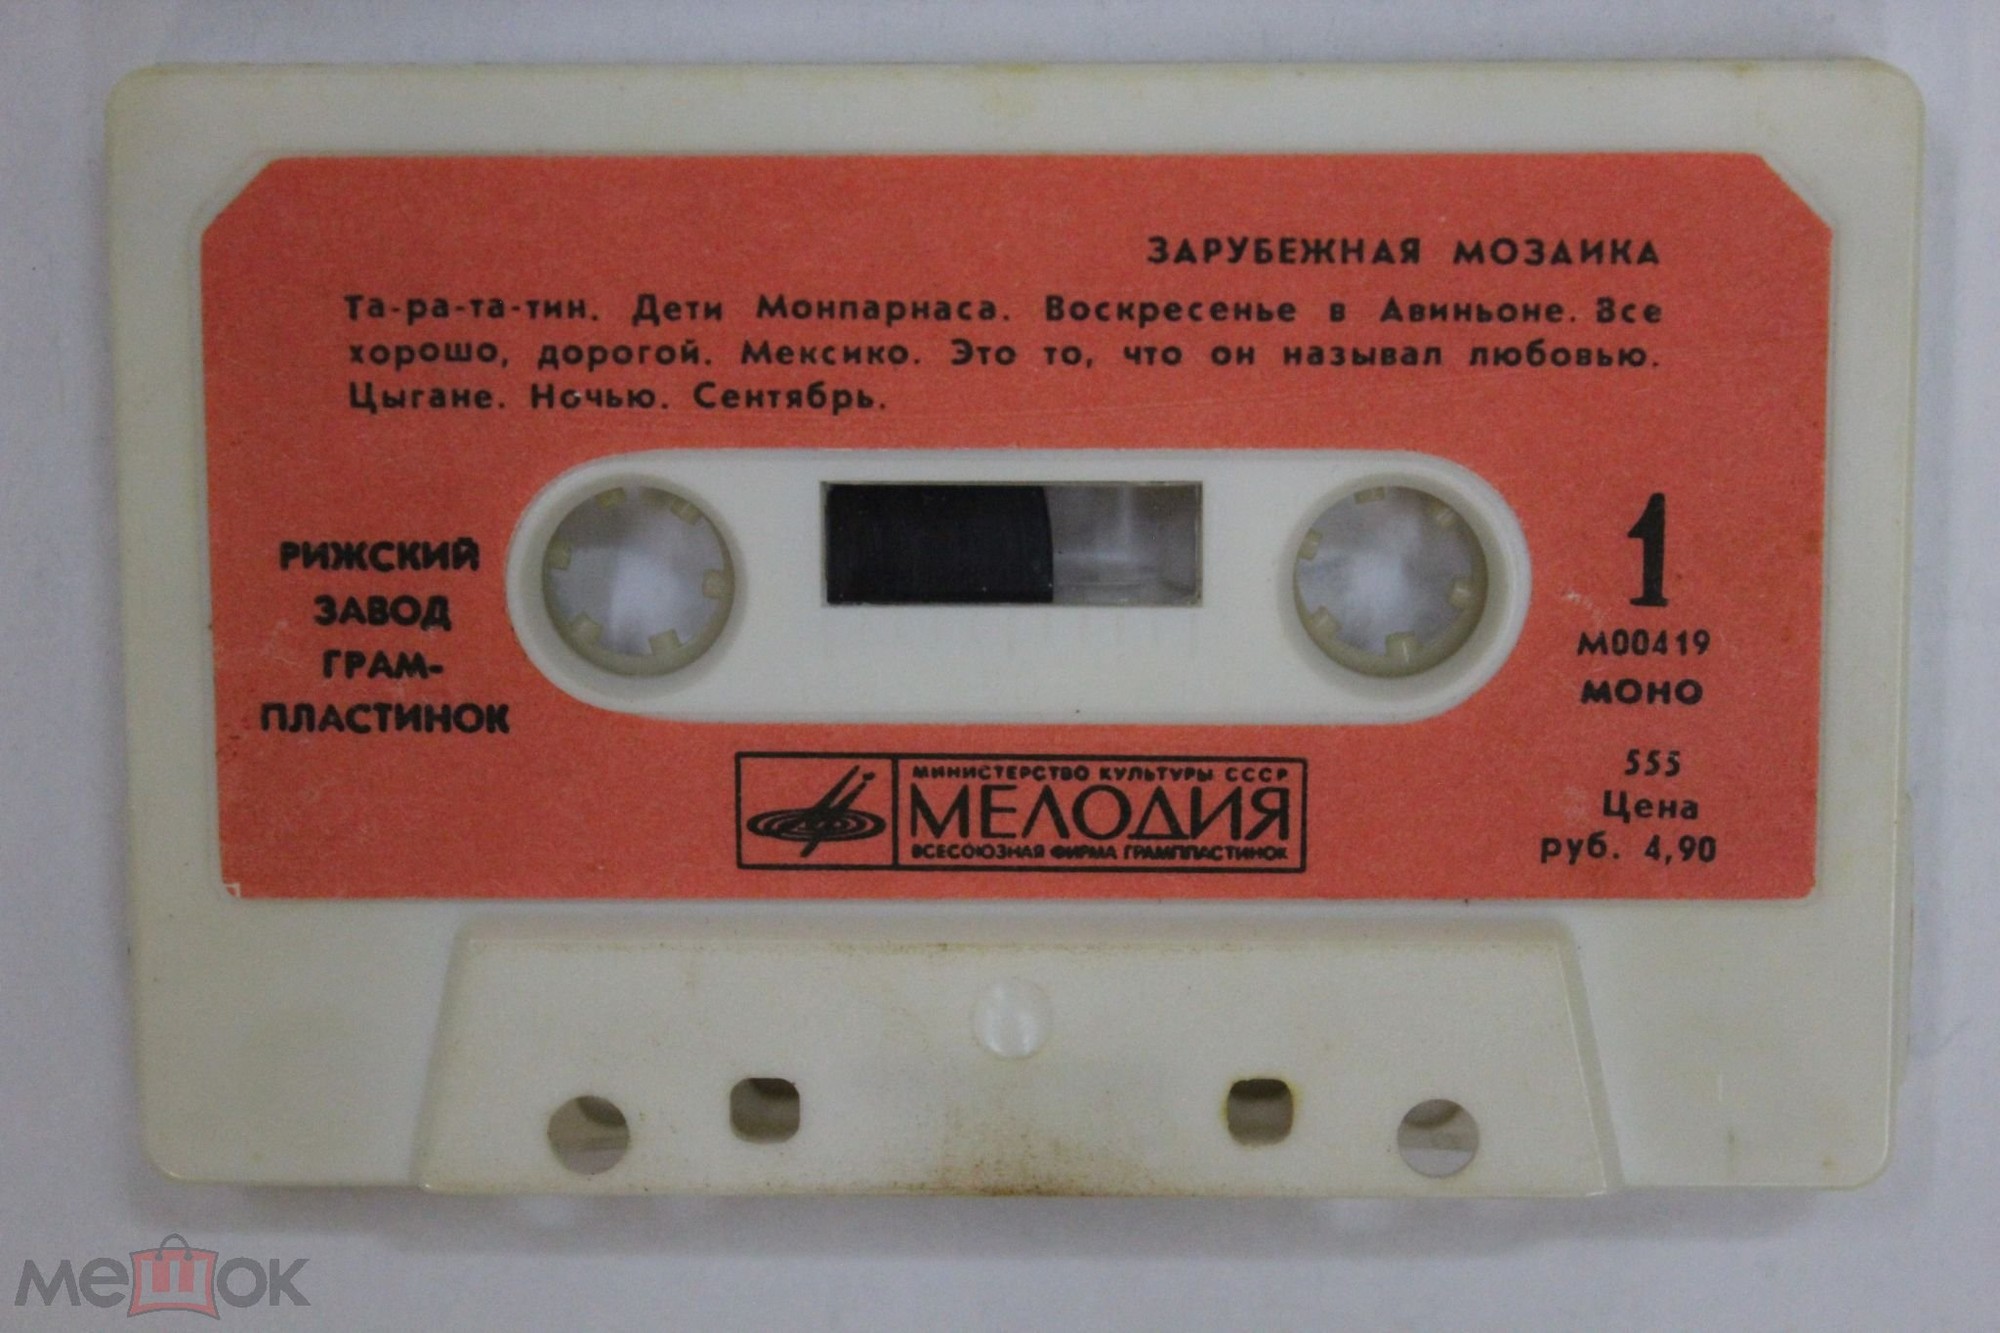 ЗАРУБЕЖНАЯ МОЗАИКА
Та-ра-та-тин. Дети Монпарнаса. Воскресенье в Авиньоне. Все
хорошо, дорогой. Мексико. Это то, что он называл любовью.
Цыгане. Ночью. Сентябрь.
РИЖСКИЙ
ЗАВОД
ГРАМ-
ПЛАСТИНОК
1
М00419
МОНО
555
Цена
руб. 4,90
МИНИСТЕРСТВО КУЛЬТУРЫ СССР
МЕЛОДИЯ
ВСЕСОЮЗНАЯ ФИРМА ГРАМПЛАСТИНОК
мешок